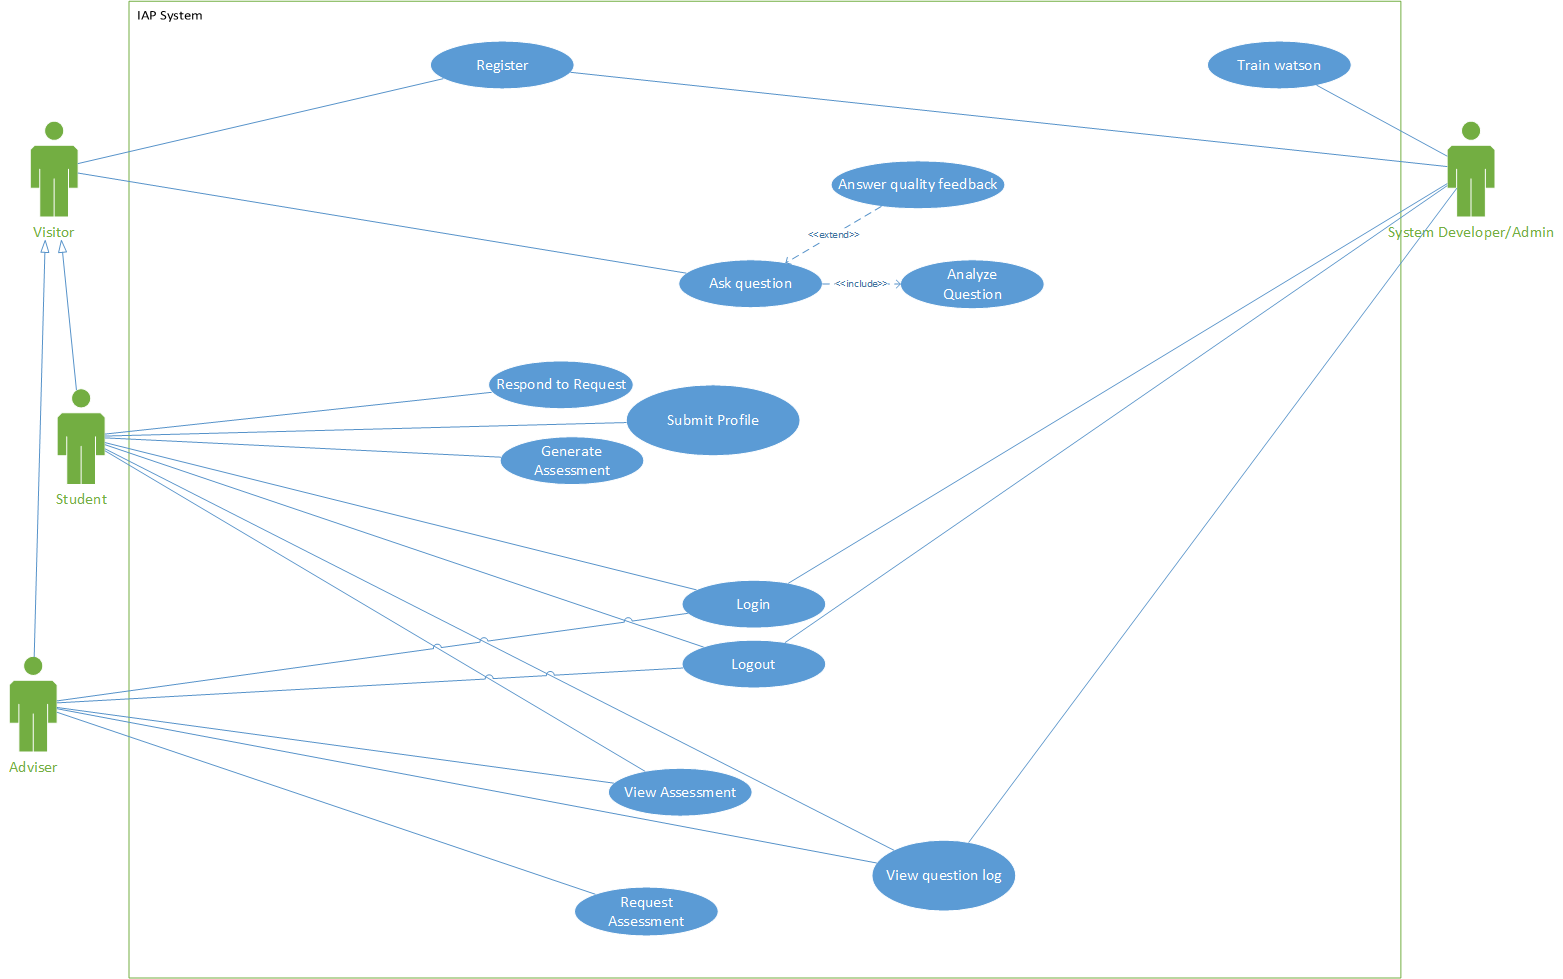 IAP System
Register
Train watson
Answer quality feedback
Visitor
System Developer/Admin
<<extend>>
Ask question
<<include>>
Analyze
Question
Respond to Request
Submit Profile
Generate
Assessment
Student
Login
Logout
Adviser
View Assessment
View question log
Request
Assessment